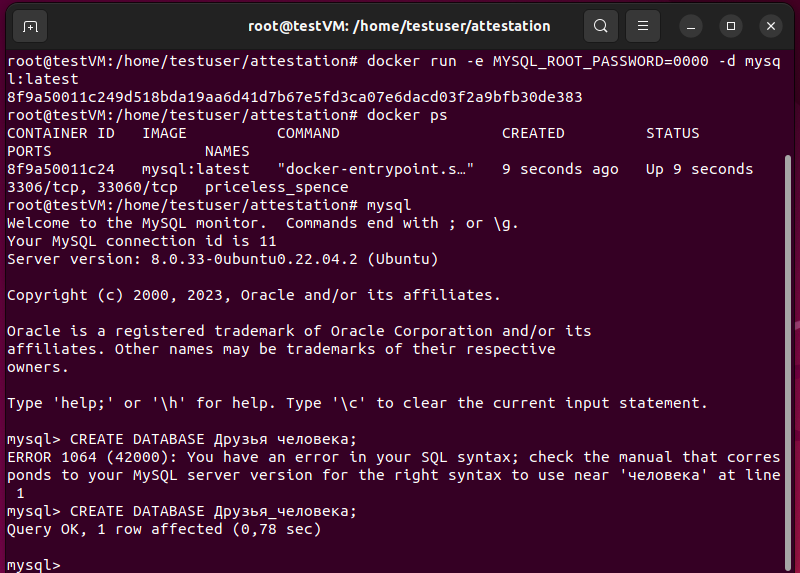 root@testVM: /home/testuser/attestation
root@testVM:/home/testuser/attestation# docker run -e MYSQL_ROOT_PASSWORD=0000 -d mysq
l:latest
8f9a50011c249d518bda19aa6d41d7b67e5fd3ca07e6dacd03f2a9bfb30de383
root@testVM:/home/testuser/attestation# docker ps
CONTAINER ID   IMAGE          COMMAND                  CREATED         STATUS
PORTS                 NAMES
8f9a50011c24   mysql:latest   "docker-entrypoint.s…"   9 seconds ago   Up 9 seconds
3306/tcp, 33060/tcp   priceless_spence
root@testVM:/home/testuser/attestation# mysql
Welcome to the MySQL monitor.  Commands end with ; or \g.
Your MySQL connection id is 11
Server version: 8.0.33-0ubuntu0.22.04.2 (Ubuntu)
Copyright (c) 2000, 2023, Oracle and/or its affiliates.
Oracle is a registered trademark of Oracle Corporation and/or its
affiliates. Other names may be trademarks of their respective
owners.
Type 'help;' or '\h' for help. Type '\c' to clear the current input statement.
mysql> CREATE DATABASE Друзья человека;
ERROR 1064 (42000): You have an error in your SQL syntax; check the manual that corres
ponds to your MySQL server version for the right syntax to use near 'человека' at line
 1
mysql> CREATE DATABASE Друзья_человека;
Query OK, 1 row affected (0,78 sec)
mysql>